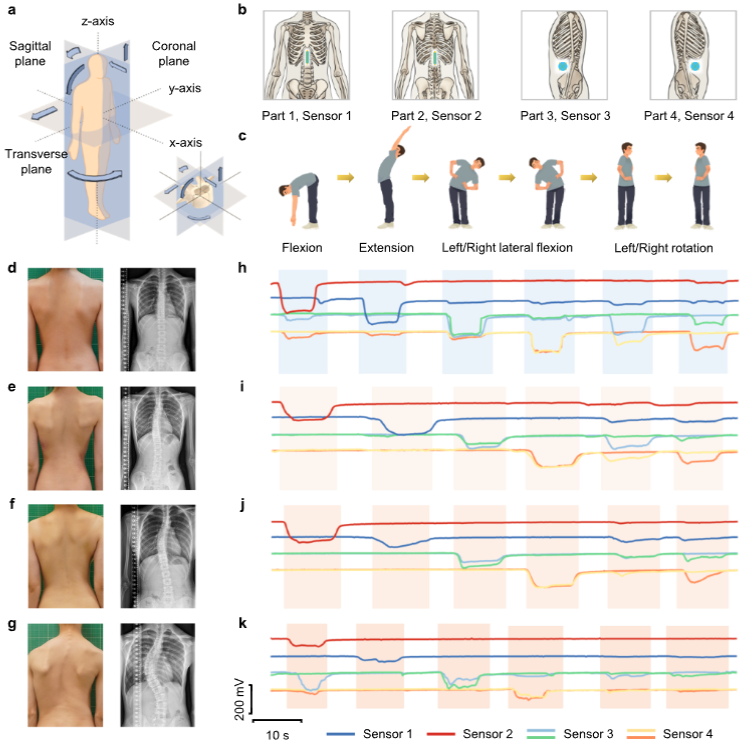 a
z-axis
Sagittal
plane
Coronal
plane
y-axis
x-axis
Transverse
plane
b
Part 1, Sensor 1
Part 2, Sensor 2
Part 3, Sensor 3
Part 4, Sensor 4
c
Flexion
Extension
Left/Right lateral flexion
Left/Right rotation
d
h
e
i
f
j
g
k
200 mV
10 s
Sensor 1
Sensor 2
Sensor 3
Sensor 4